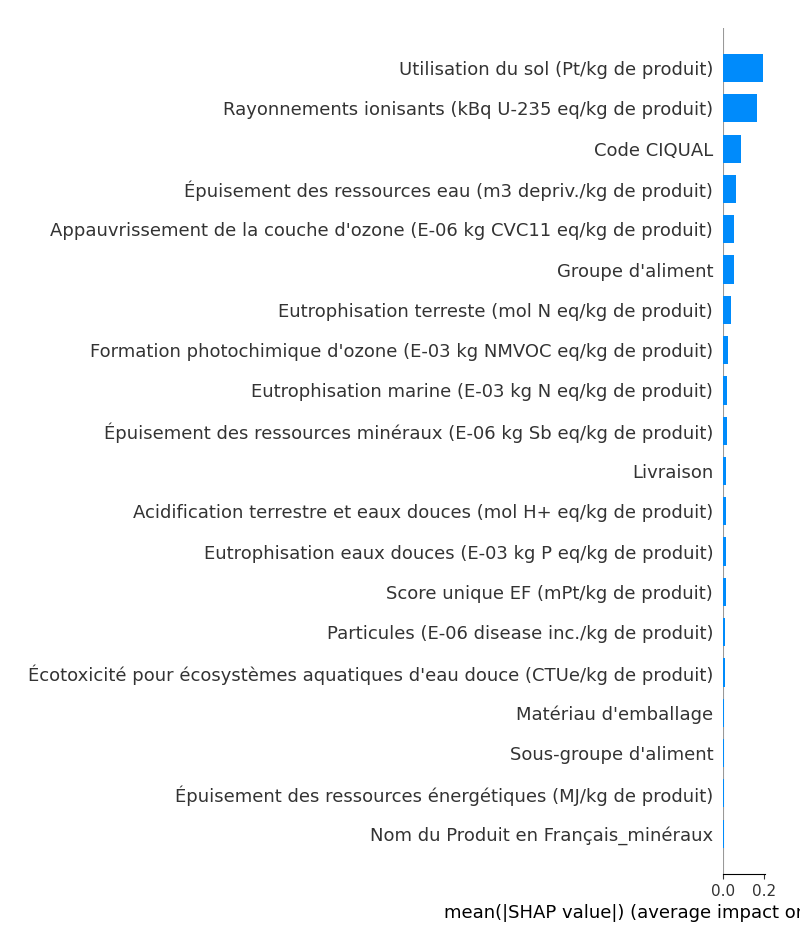 Utilisation du sol (Pt/kg de produit)
Rayonnements ionisants (kBq U-235 eq/kg de produit)
Code CIQUAL
Épuisement des ressources eau (m3 depriv./kg de produit)
Appauvrissement de la couche d'ozone (E-06 kg CVC11 eq/kg de produit)
Groupe d'aliment
Eutrophisation terreste (mol N eq/kg de produit)
Formation photochimique d'ozone (E-03 kg NMVOC eq/kg de produit)
Eutrophisation marine (E-03 kg N eq/kg de produit)
Épuisement des ressources minéraux (E-06 kg Sb eq/kg de produit)
Livraison
Acidification terrestre et eaux douces (mol H+ eq/kg de produit)
Eutrophisation eaux douces (E-03 kg P eq/kg de produit)
Score unique EF (mPt/kg de produit)
Particules (E-06 disease inc./kg de produit)
Écotoxicité pour écosystèmes aquatiques d'eau douce (CTUe/kg de produit)
Matériau d'emballage
Sous-groupe d'aliment
Épuisement des ressources énergétiques (MJ/kg de produit)
Nom du Produit en Français_minéraux
0.0 0.2
mean(|SHAP value|) (average impact